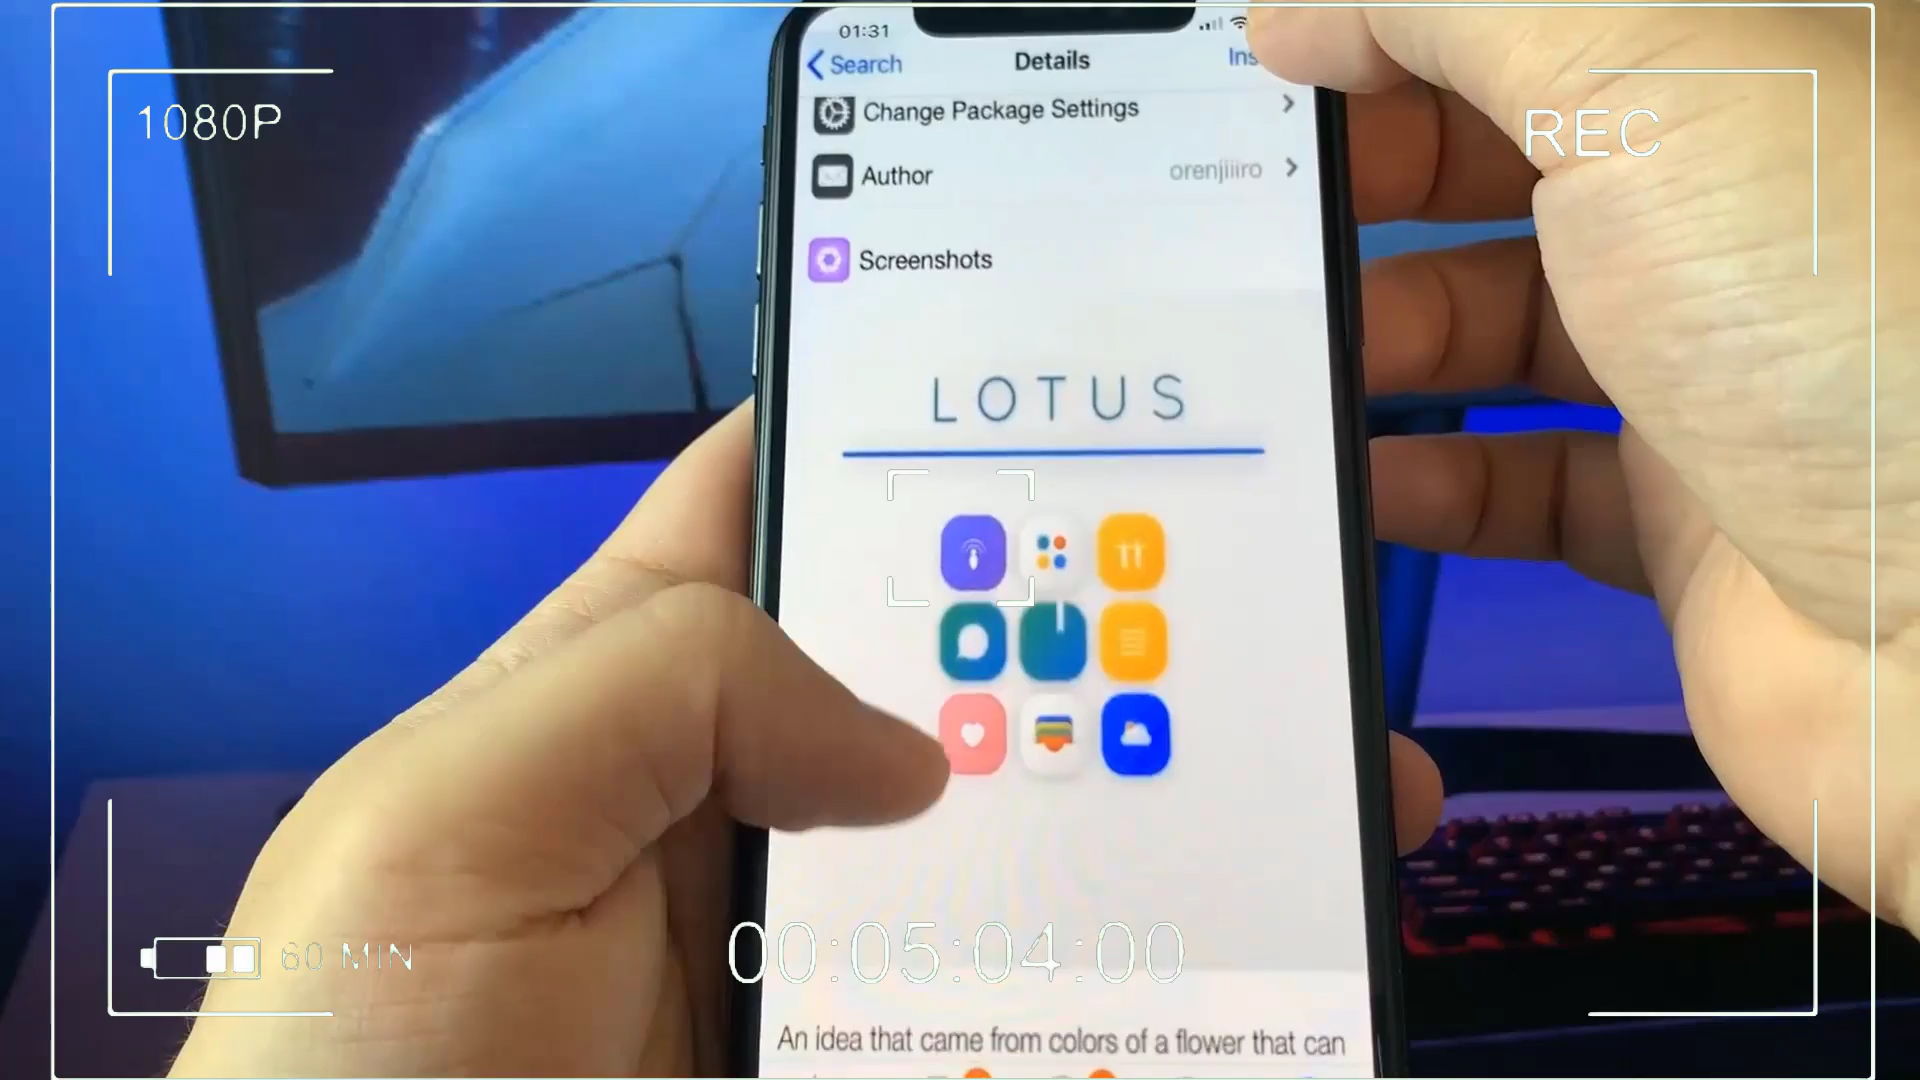 01:31
Search
Details
Ins
1080P
REC
Change Package Settings
Author
orenjiiiro
Screenshots
LOTUS
60 MIN
00:05:04:00
An idea that came from colors of a flower that can